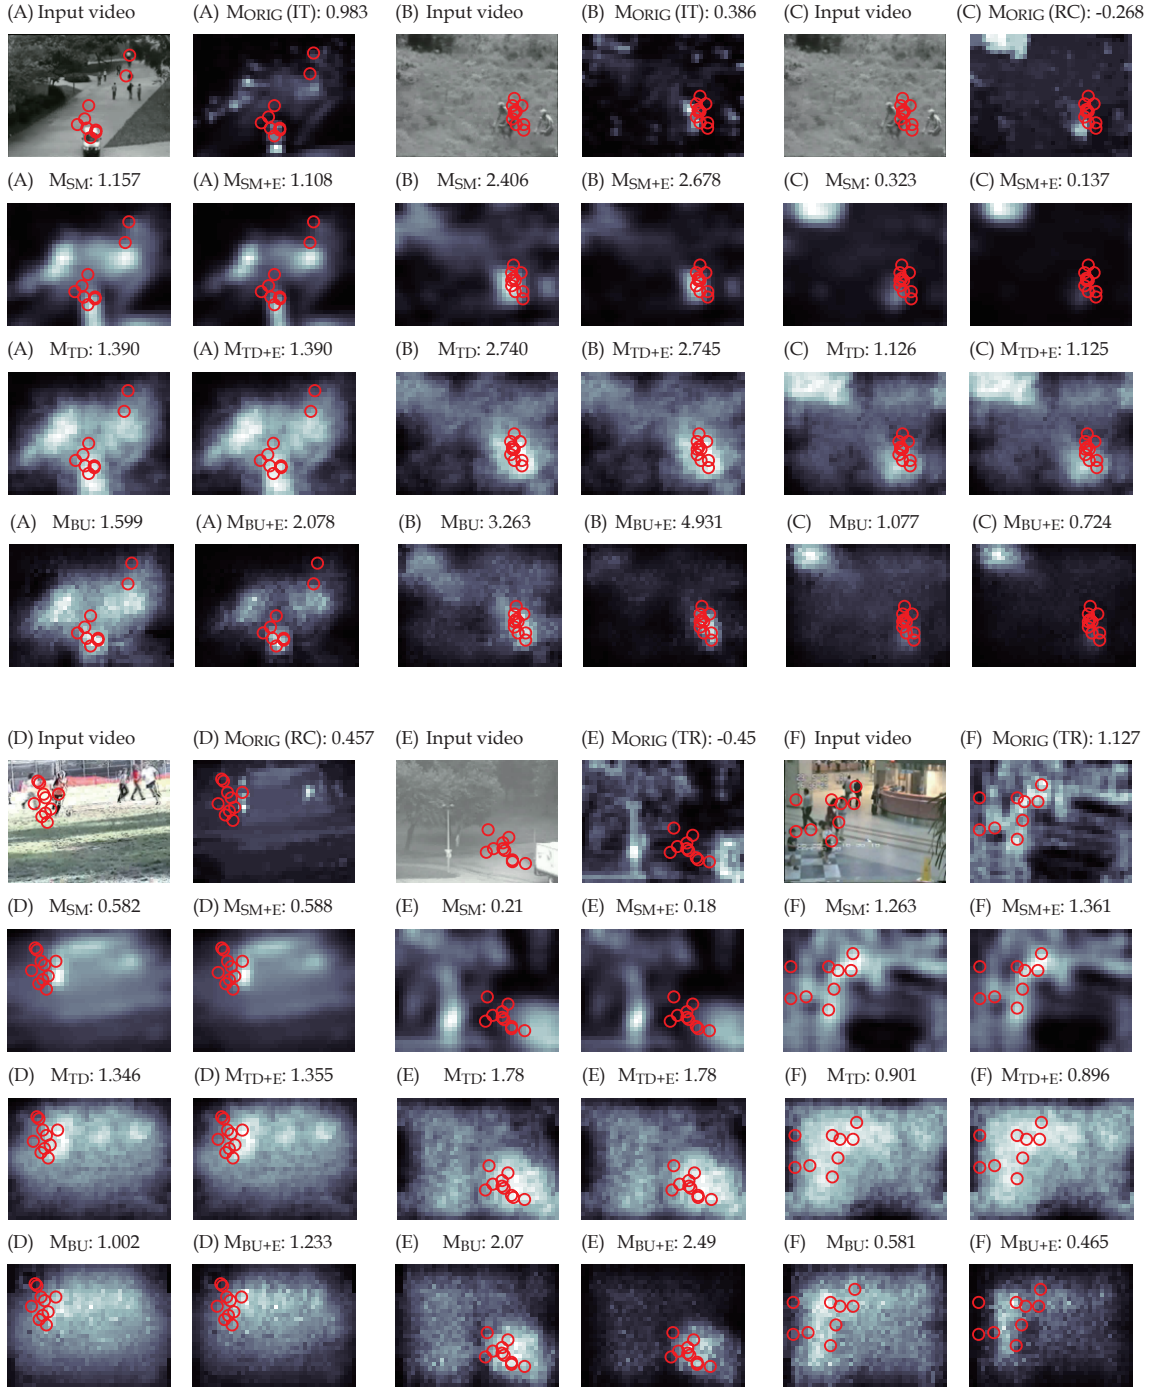 (A) Input video (A) MORIG (IT): 0.983 (B) Input video (B) MORIG (IT): 0.386 (C) Input video (C) MORIG (RC): -0.268
(A) MSM: 1.157 (A) MSM+E: 1.108 (B) MSM: 2.406 (B) MSM+E: 2.678 (C) MSM: 0.323 (C) MSM+E: 0.137
(A) MTD: 1.390 (A) MTD+E: 1.390 (B) MTD: 2.740 (B) MTD+E: 2.745 (C) MTD: 1.126 (C) MTD+E: 1.125
(A) MBU: 1.599 (A) MBU+E: 2.078 (B) MBU: 3.263 (B) MBU+E: 4.931 (C) MBU: 1.077 (C) MBU+E: 0.724
(D) Input video (D) MORIG (RC): 0.457 (E) Input video (E) MORIG (TR): -0.45 (F) Input video (F) MORIG (TR): 1.127
(D) MSM: 0.582 (D) MSM+E: 0.588 (E) MSM: 0.21 (E) MSM+E: 0.18 (F) MSM: 1.263 (F) MSM+E: 1.361
(D) MTD: 1.346 (D) MTD+E: 1.355 (E) MTD: 1.78 (E) MTD+E: 1.78 (F) MTD: 0.901 (F) MTD+E: 0.896
(D) MBU: 1.002 (D) MBU+E: 1.233 (E) MBU: 2.07 (E) MBU+E: 2.49 (F) MBU: 0.581 (F) MBU+E: 0.465